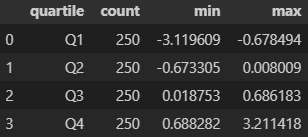 quartile count min max
0 Q1 250 -3.119609 -0.678494
1 Q2 250 -0.673305 0.008009
2 Q3 250 0.018753 0.686183
3 Q4 250 0.688282 3.211418